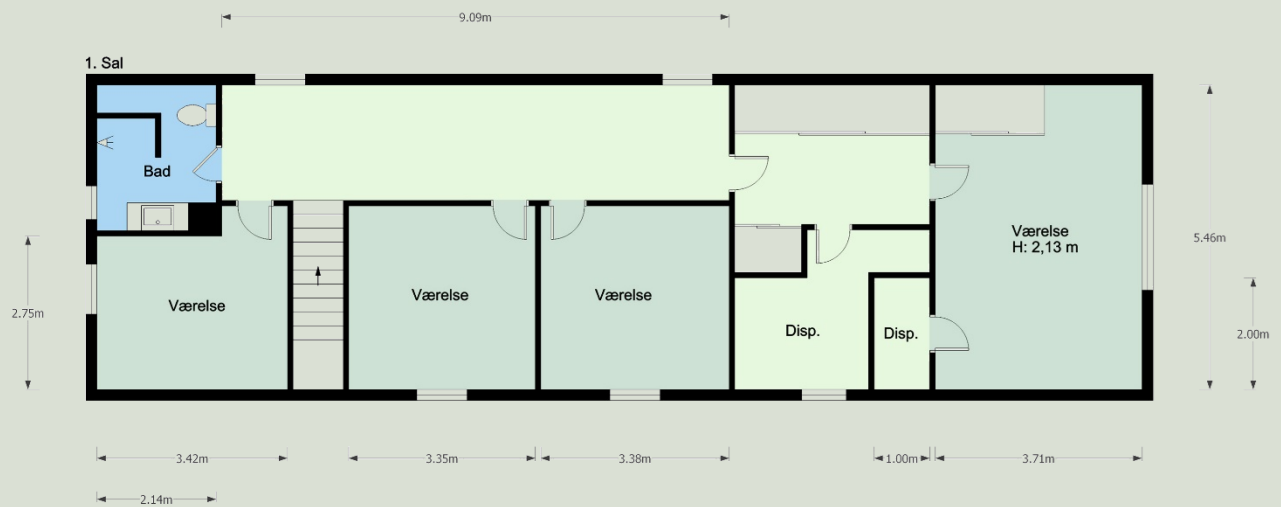 9.09m
1. Sal
Bad
Værelse
H: 2,13 m
5.46m
2.75m
Værelse
Værelse
Værelse
Disp.
Disp.
2.00m
3.42m
3.35m
3.38m
1.00m
3.71m
2.14m